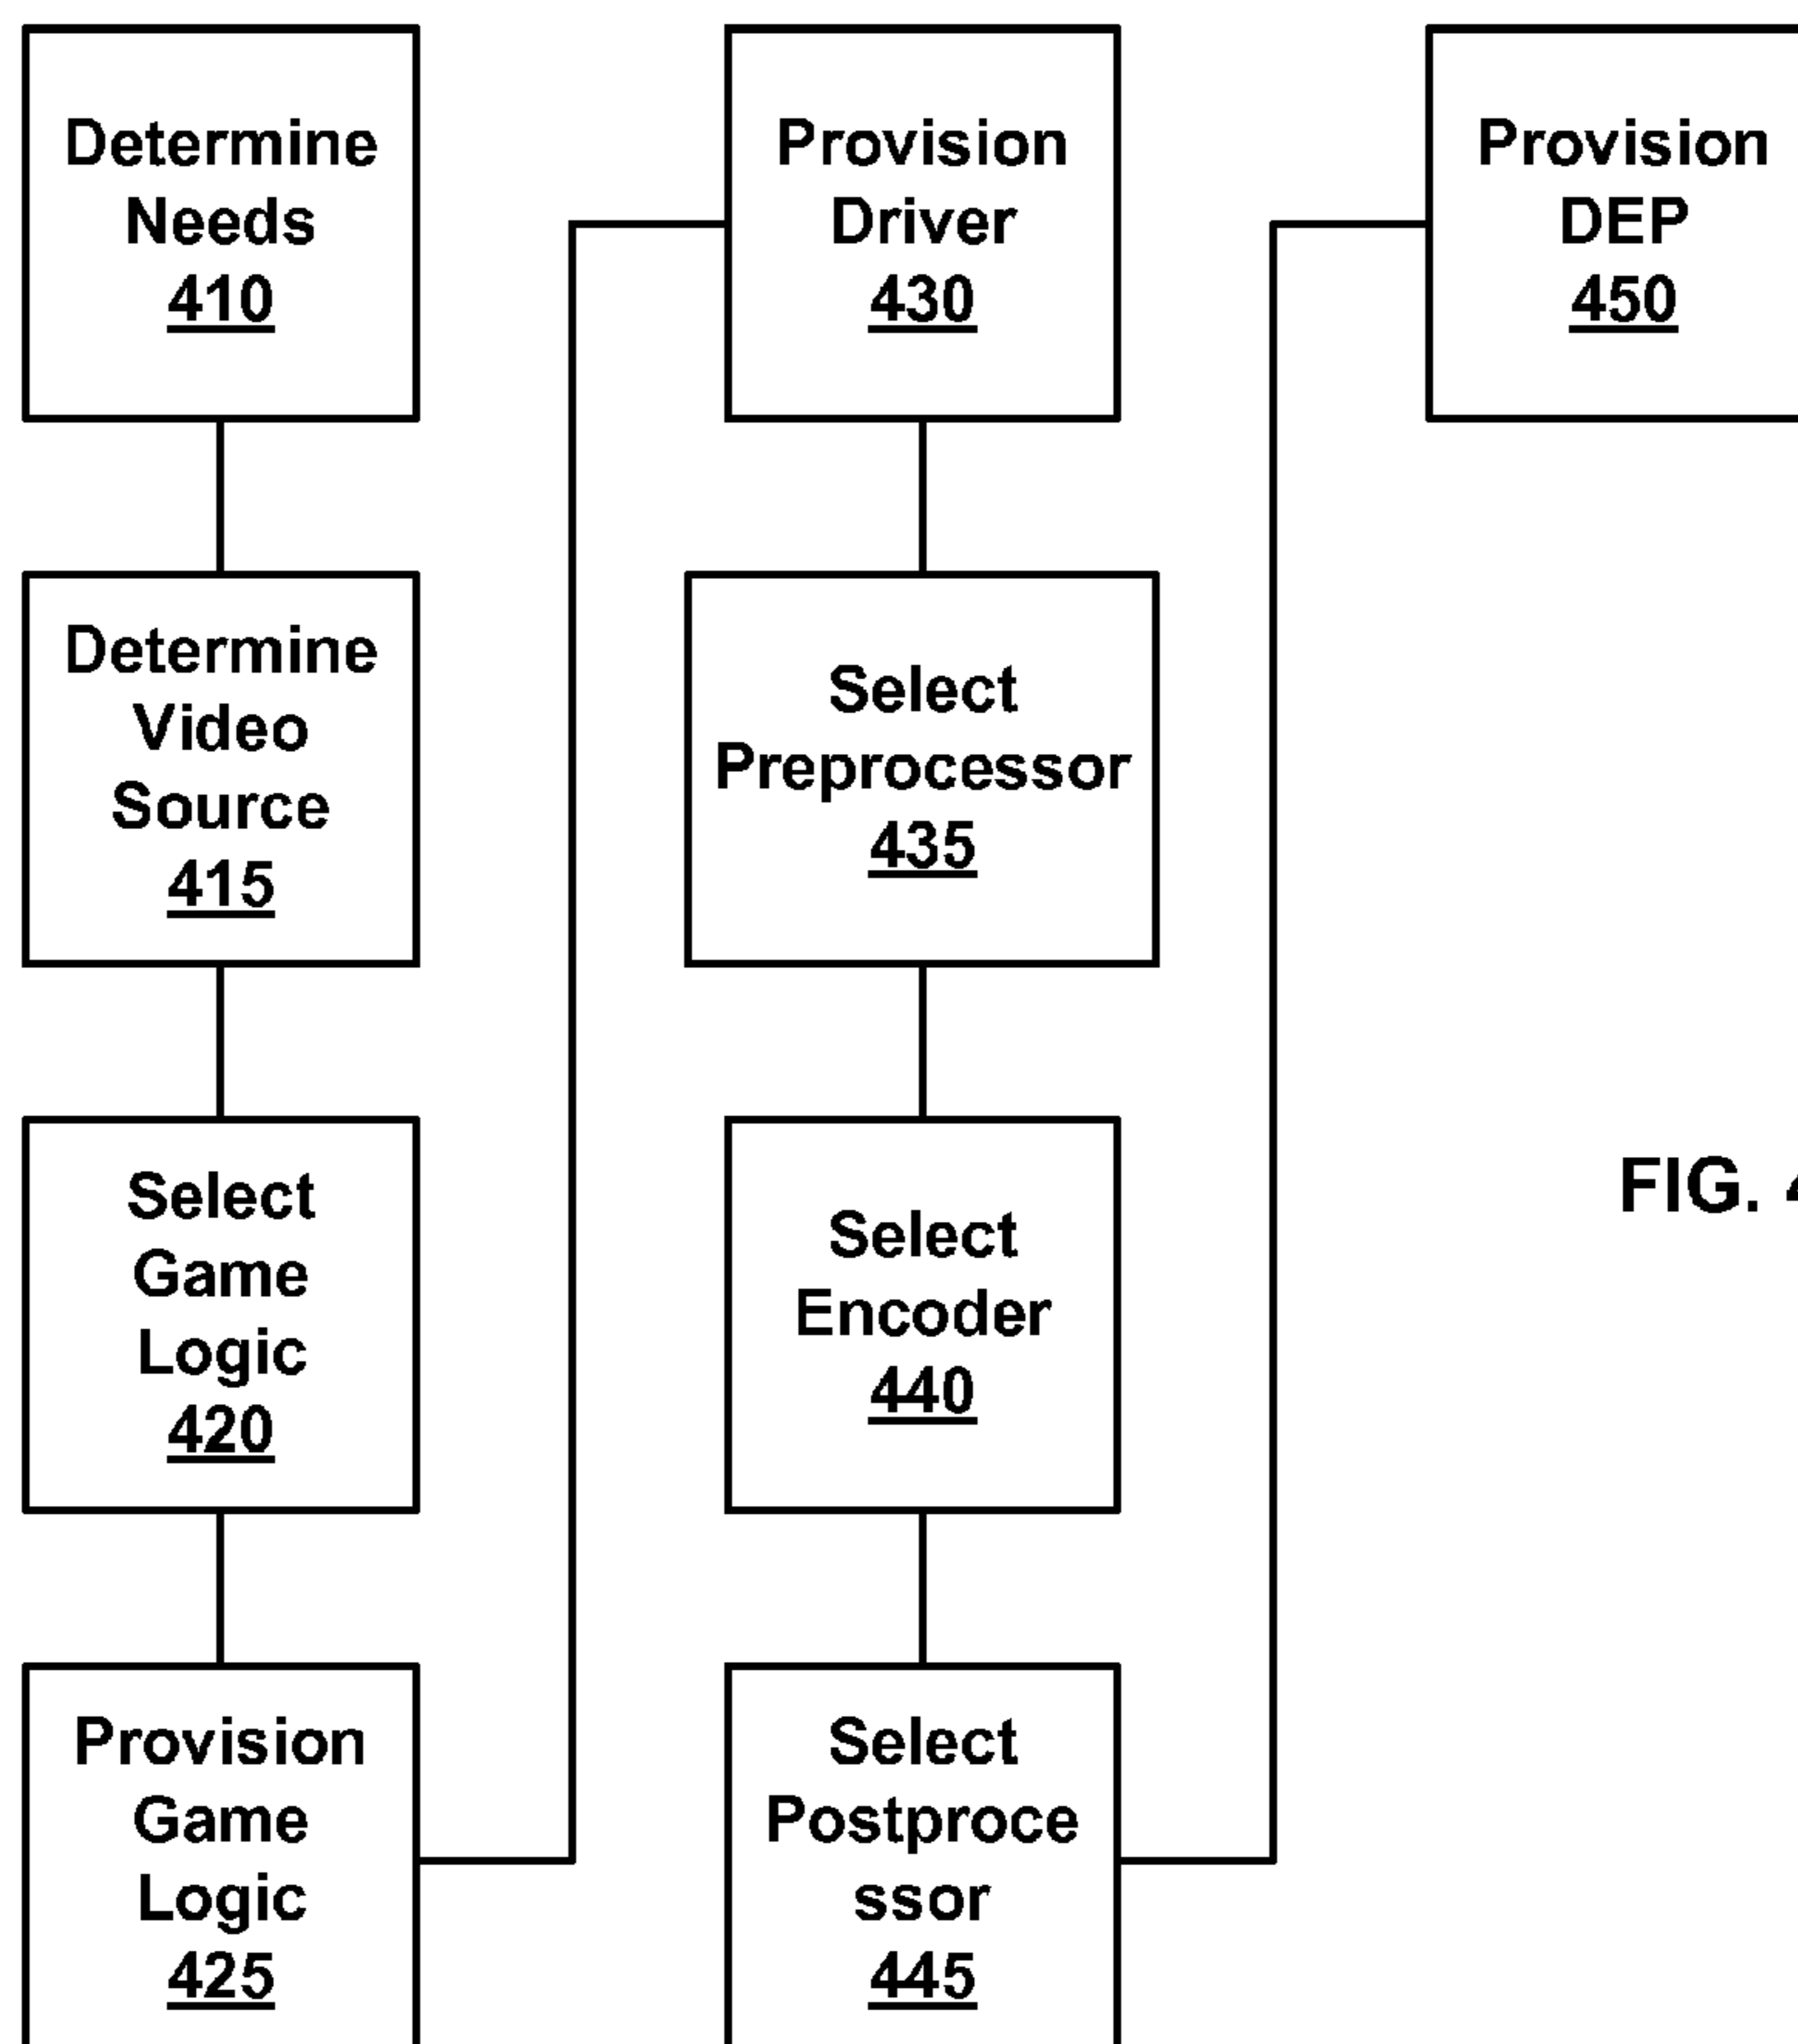 Determine
Needs
410
Determine
Video
Source
415
Select
Game
Logic
420
Provision
Game
Logic
425
Provision
Driver
430
Select
Preprocessor
435
Select
Encoder
440
Select
Postproce
ssor
445
Provision
DEP
450
FIG. 4